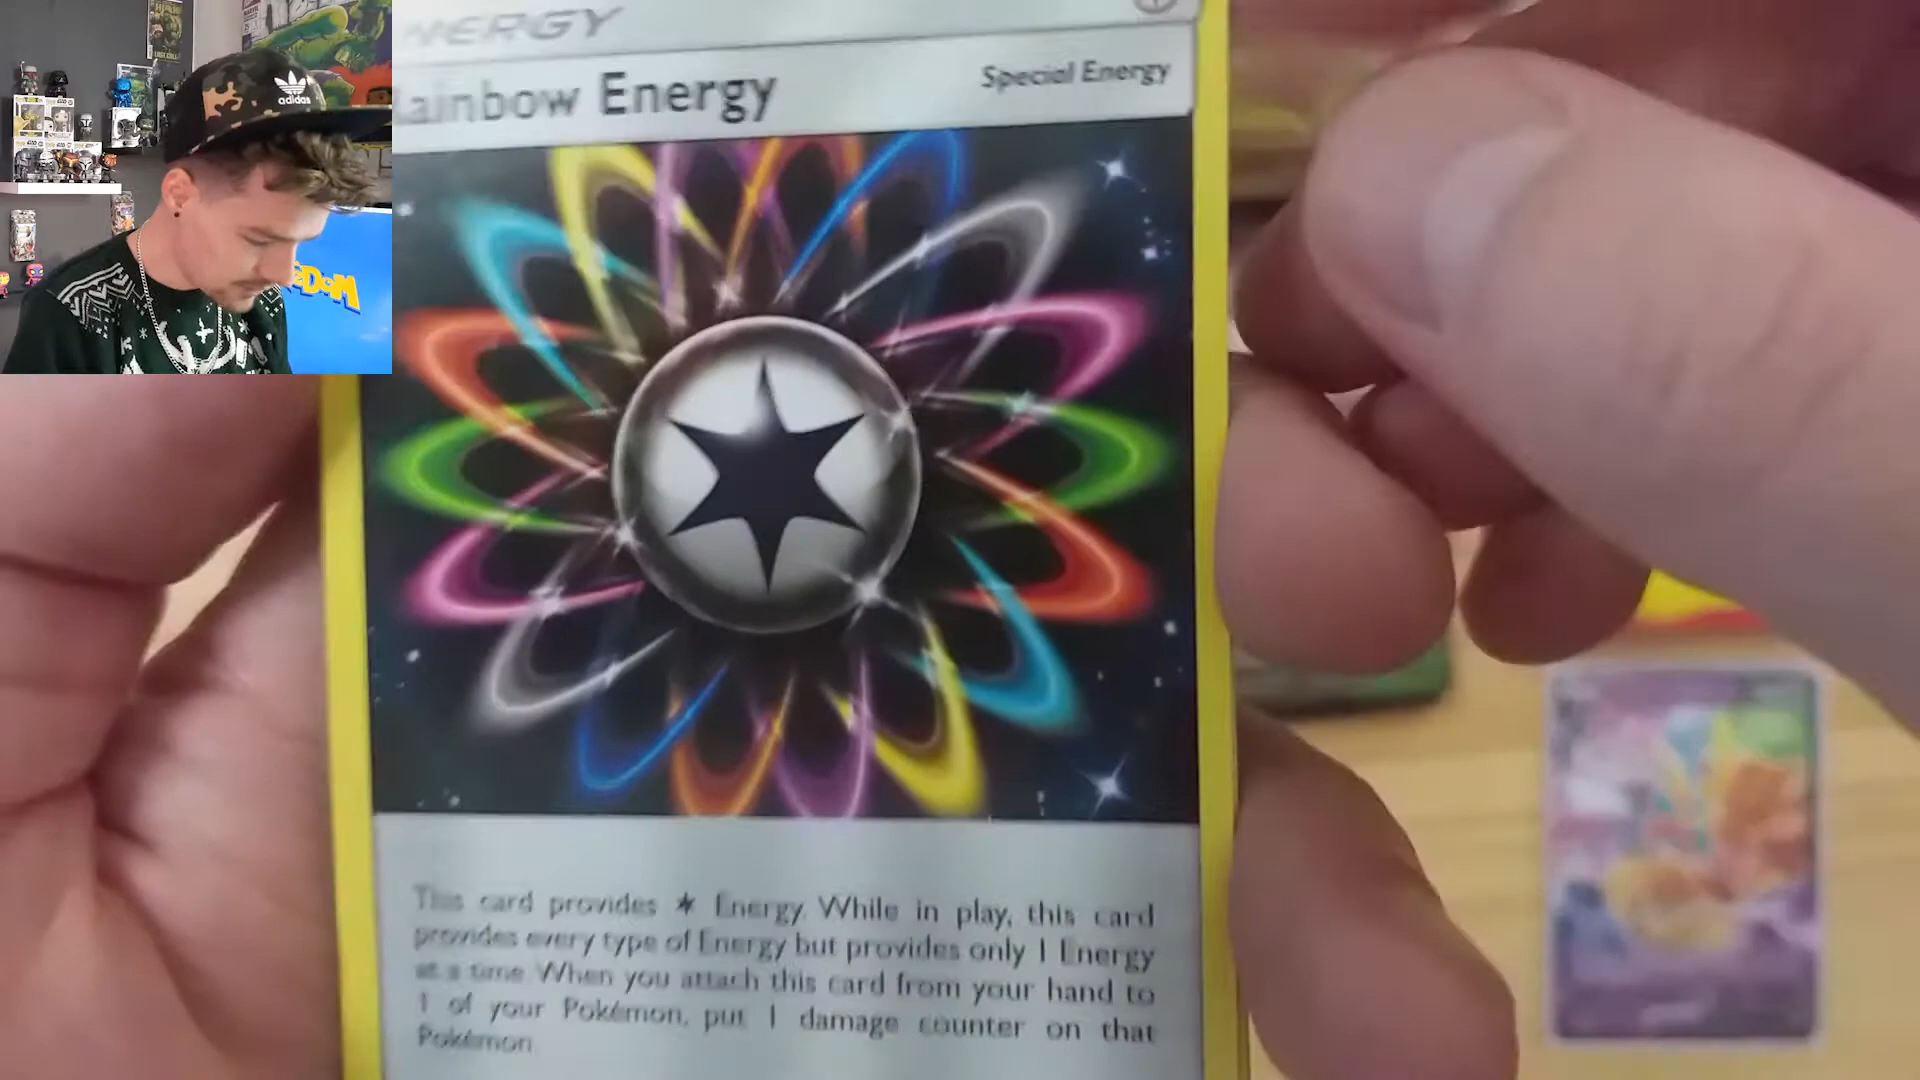 ENERGY
ainbow Energy
Special Energy
adidas
This card provides ✶ Energy. While in play, this card
provides every type of Energy but provides only 1 Energy
at a time. When you attach this card from your hand to
1 of your Pokémon, put 1 damage counter on that
Pokémon.